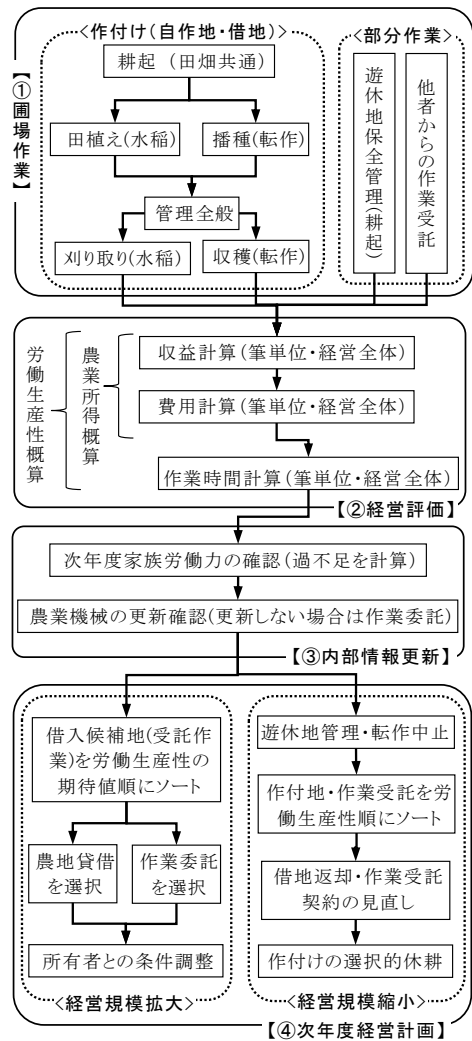 【①圃場作業】
<作付け(自作地・借地)>
耕起 (田畑共通)
田植え(水稲)
播種(転作)
管理全般
刈り取り(水稲)
収穫(転作)
<部分作業>
遊休地保全管理(耕起)
他者からの作業受託
労働生産性概算
農業所得概算
収益計算(筆単位・経営全体)
費用計算(筆単位・経営全体)
作業時間計算(筆単位・経営全体)
【②経営評価】
次年度家族労働力の確認(過不足を計算)
農業機械の更新確認(更新しない場合は作業委託)
【③内部情報更新】
借入候補地(受託作
業)を労働生産性の
期待値順にソート
農地貸借
を選択
作業委託
を選択
所有者との条件調整
<経営規模拡大>
遊休地管理・転作中止
作付地・作業受託を労
働生産性順にソート
借地返却・作業受託
契約の見直し
作付けの選択的休耕
<経営規模縮小>
【④次年度経営計画】